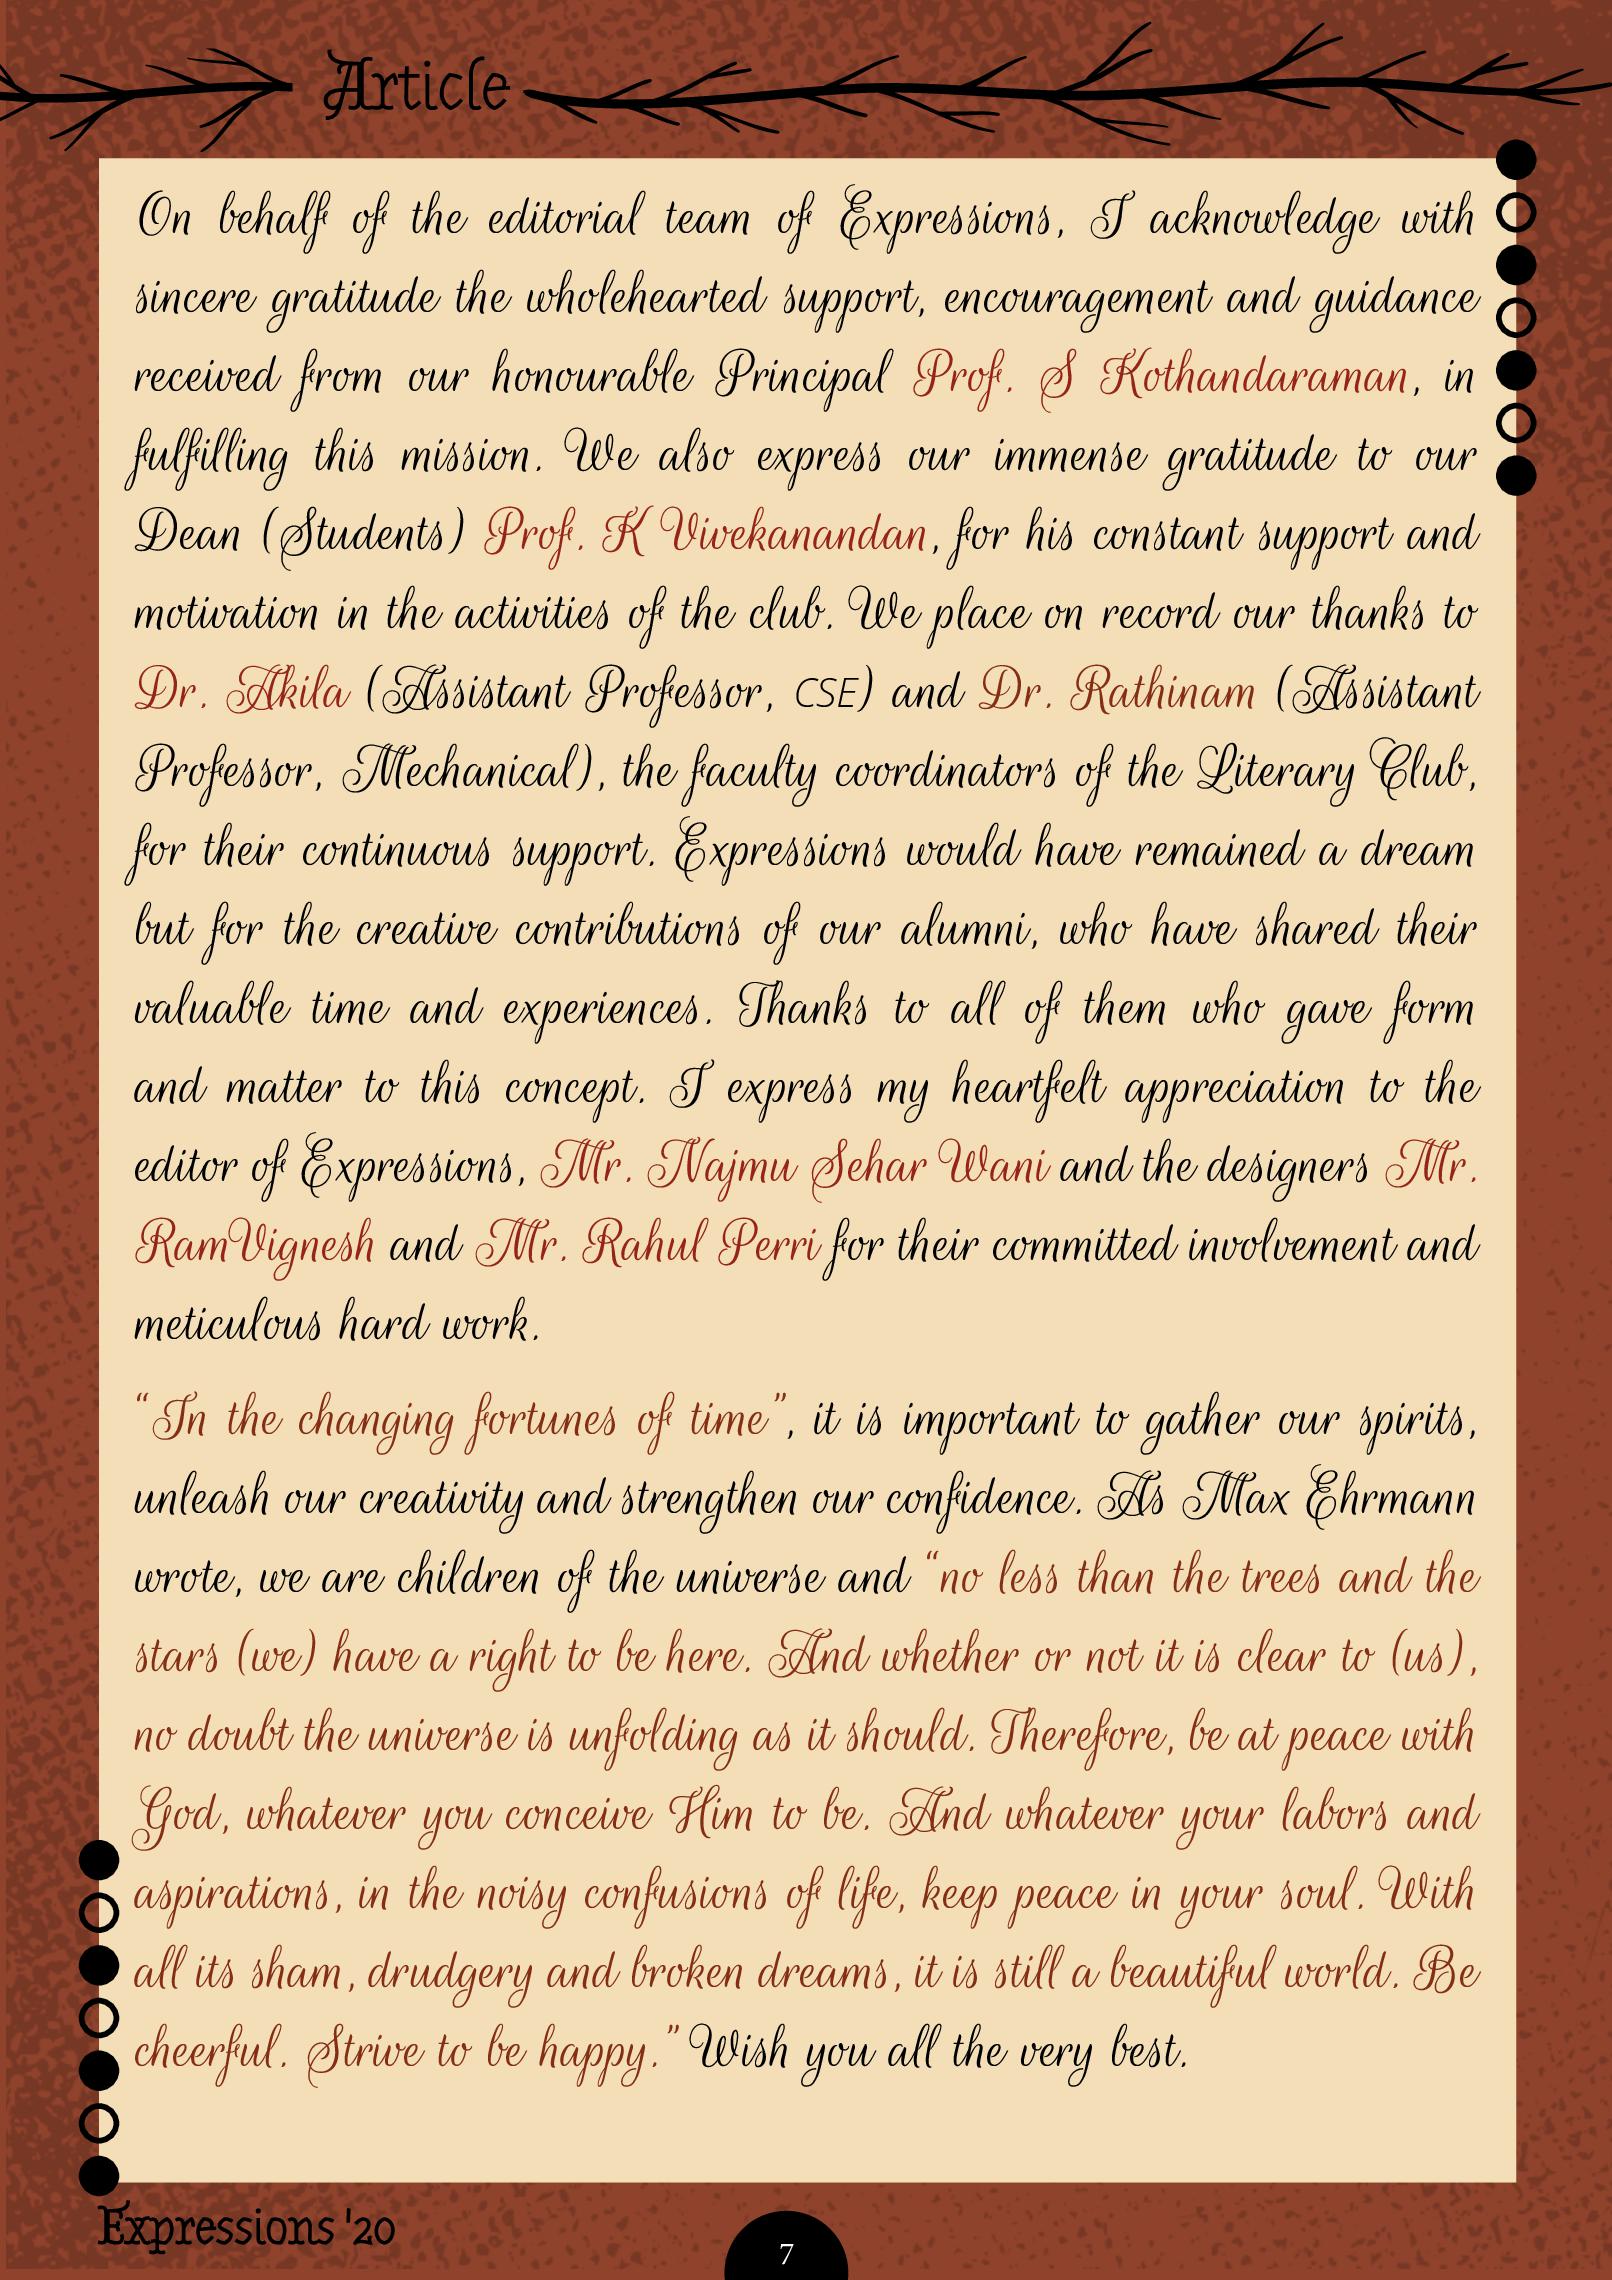 Article
On behalf of the editorial team of Expressions, I acknowledge with
sincere gratitude the wholehearted support, encouragement and guidance
received from our honourable Principal Prof. S Kothandaraman, in
fulfilling this mission. We also express our immense gratitude to our
Dean (Students) Prof. K Vivekanandan, for his constant support and
motivation in the activities of the club. We place on record our thanks to
Dr. Akila (Assistant Professor, CSE) and Dr. Rathinam (Assistant
Professor, Mechanical), the faculty coordinators of the Literary Club,
for their continuous support. Expressions would have remained a dream
but for the creative contributions of our alumni, who have shared their
valuable time and experiences. Thanks to all of them who gave form
and matter to this concept. I express my heartfelt appreciation to the
editor of Expressions, Mr. Najmu Sehar Wani and the designers Mr.
RamVignesh and Mr. Rahul Perri for their committed involvement and
meticulous hard work.
“In the changing fortunes of time”, it is important to gather our spirits,
unleash our creativity and strengthen our confidence. As Max Ehrmann
wrote, we are children of the universe and “no less than the trees and the
stars (we) have a right to be here. And whether or not it is clear to (us),
no doubt the universe is unfolding as it should. Therefore, be at peace with
God, whatever you conceive Him to be. And whatever your labors and
aspirations, in the noisy confusions of life, keep peace in your soul. With
all its sham, drudgery and broken dreams, it is still a beautiful world. Be
cheerful. Strive to be happy.” Wish you all the very best.
Expressions '20
7